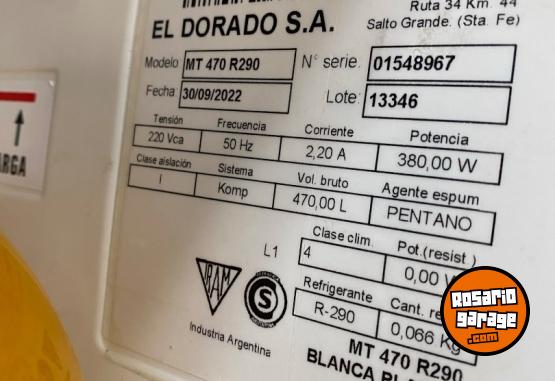 Ruta 34 Km. 44
EL DORADO S.A.
Salto Grande. (Sta. Fe)
Modelo MT 470 R290 N° serie. 01548967
Fecha: 30/09/2022 Lote: 13346
Tensión Frecuencia Corriente Potencia
220 Vca 50 Hz 2,20 A 380,00 W
Clase aislación Sistema Vol. bruto Agente espum
I Komp 470,00 L PENTANO
Clase clim. Pot.(resist.)
L1 4 0,00
Refrigerante Cant.
R-290 0,066 Kg
IRAM
S
Industria Argentina
MT 470 R290
BLANCA
Rosario
garage
.com